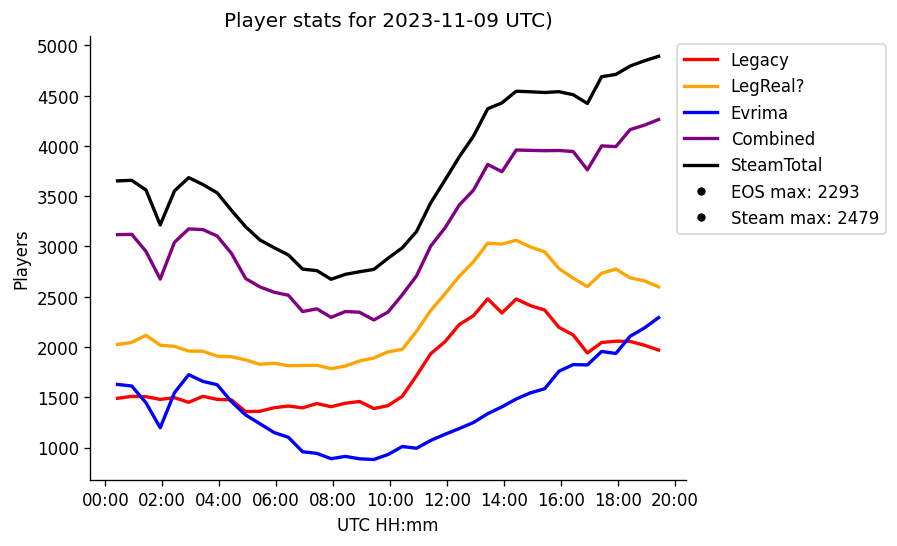 Player stats for 2023-11-09 UTC)
Players
5000
4500
4000
3500
3000
2500
2000
1500
1000
00:00 02:00 04:00 06:00 08:00 10:00 12:00 14:00 16:00 18:00 20:00
UTC HH:mm
Legacy
LegReal?
Evrima
Combined
SteamTotal
EOS max: 2293
Steam max: 2479